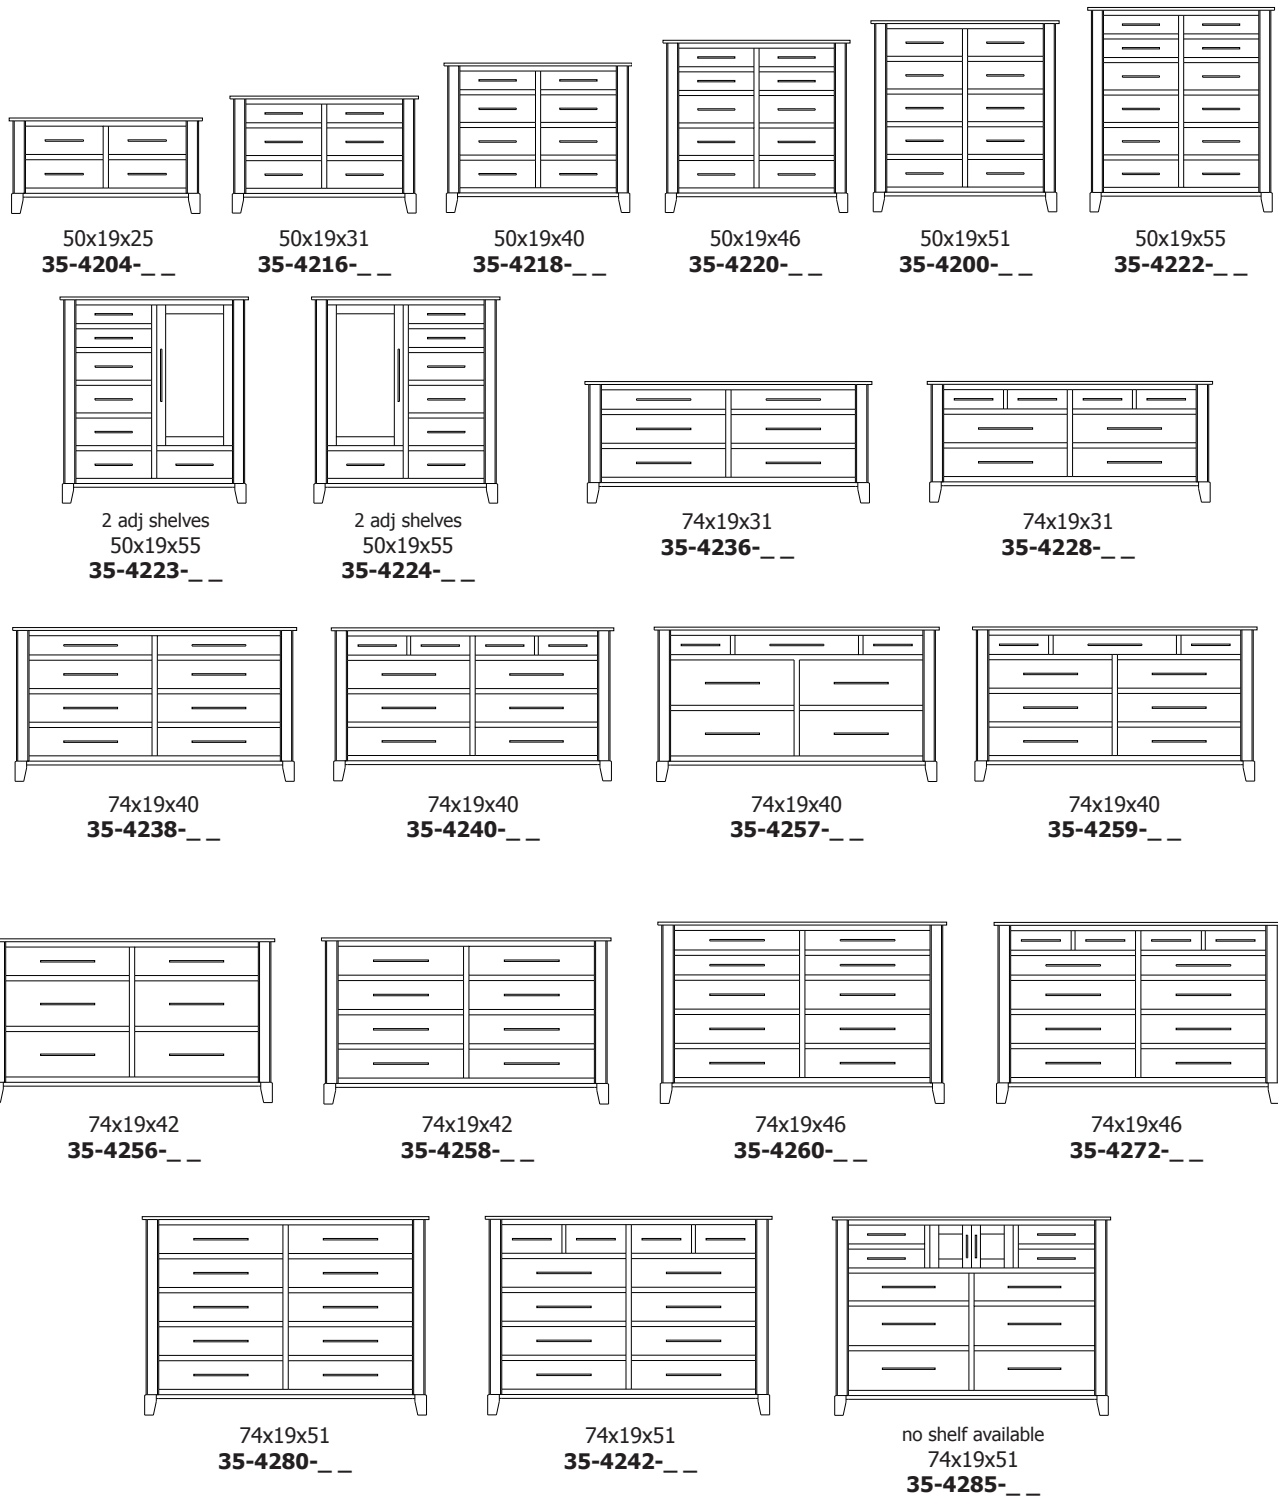 50x19x25
35-4204-_ _
50x19x31
35-4216-_ _
50x19x40
35-4218-_ _
50x19x46
35-4220-_ _
50x19x51
35-4200-_ _
50x19x55
35-4222-_ _
2 adj shelves
50x19x55
35-4223-_ _
2 adj shelves
50x19x55
35-4224-_ _
74x19x31
35-4236-_ _
74x19x31
35-4228-_ _
74x19x40
35-4238-_ _
74x19x40
35-4240-_ _
74x19x40
35-4257-_ _
74x19x40
35-4259-_ _
74x19x42
35-4256-_ _
74x19x42
35-4258-_ _
74x19x46
35-4260-_ _
74x19x46
35-4272-_ _
74x19x51
35-4280-_ _
74x19x51
35-4242-_ _
no shelf available
74x19x51
35-4285-_ _